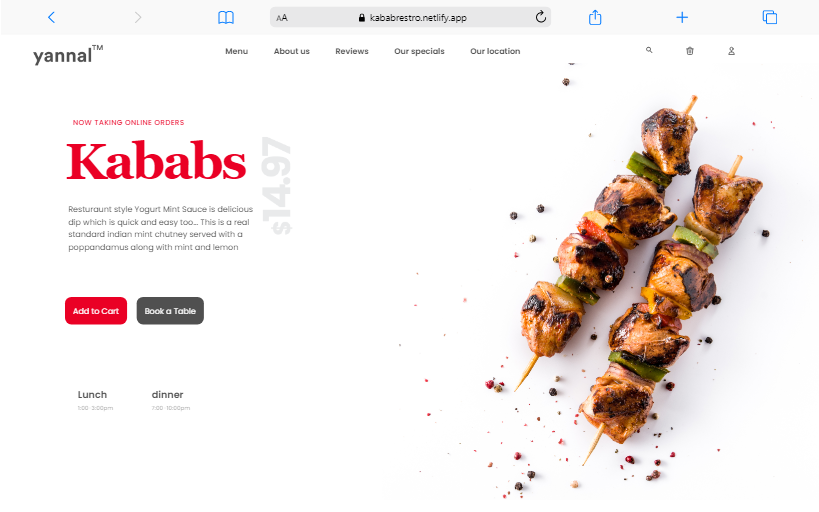 AA kababrestro.netlify.app
yannal™
Menu About us Reviews Our specials Our location
NOW TAKING ONLINE ORDERS
Kababs
$14.97
Resturaunt style Yogurt Mint Sauce is delicious
dip which is quick and easy too... This is a real
standard indian mint chutney served with a
poppandamus along with mint and lemon
Add to Cart Book a Table
Lunch dinner
1:00 3:00pm 7:00 10:00pm